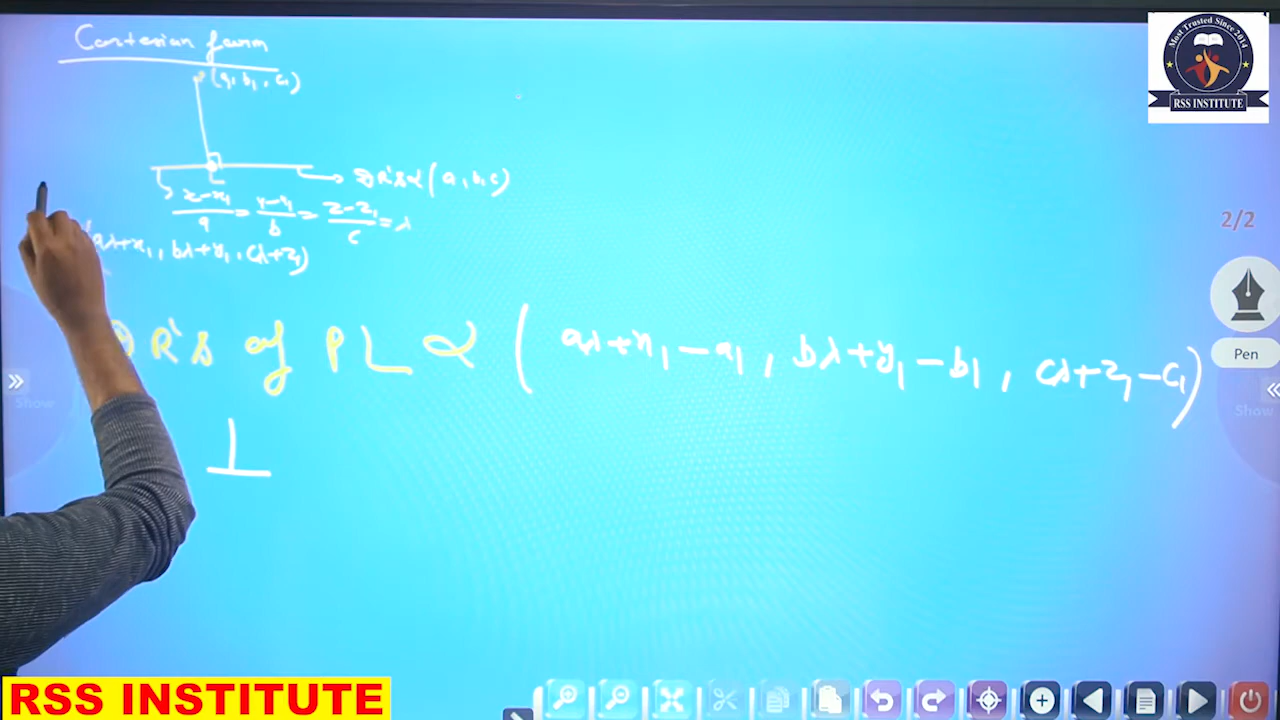 Cartesian form
P(a₁, b₁, c₁)
L
DR's α (a, b, c)
x-x₁/a = y-y₁/b = z-z₁/c = λ
(aλ+x₁, bλ+y₁, cλ+z₁)
DR's of PL α (aλ+x₁-a₁, bλ+y₁-b₁, cλ+z₁-c₁)
⊥
Most Trusted Since 2014
RSS INSTITUTE
2/2
Pen
Show
Show
RSS INSTITUTE